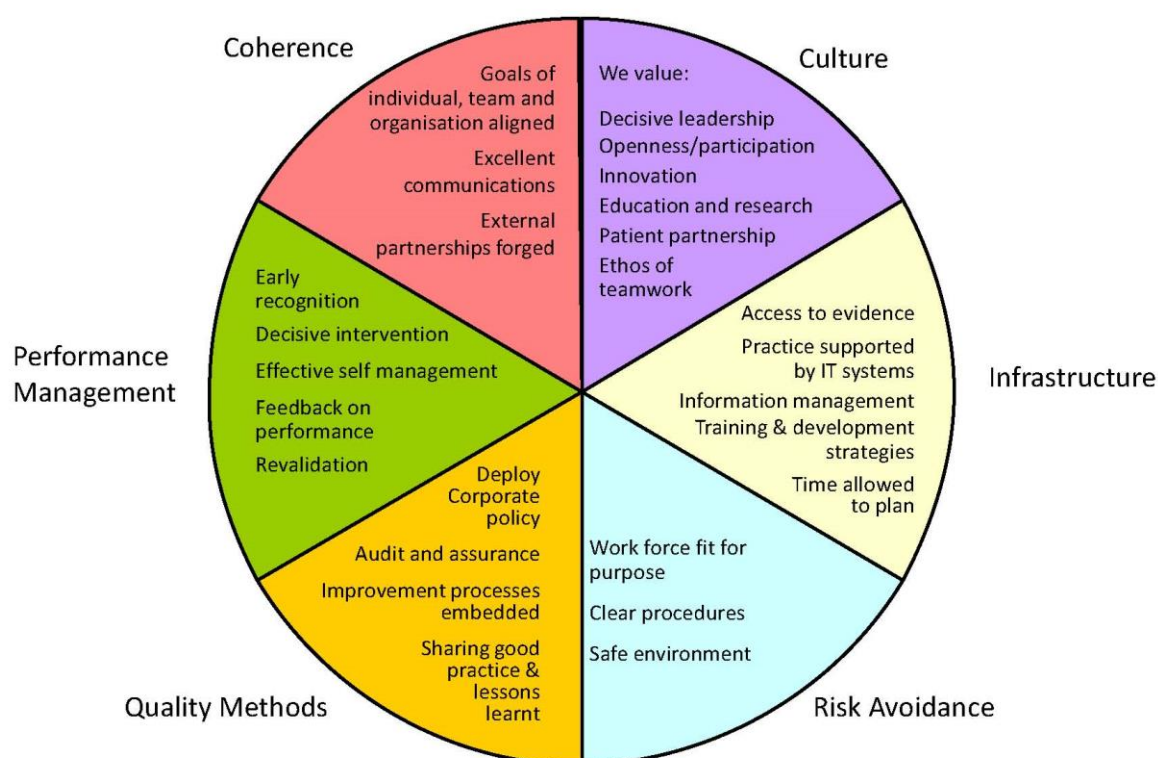 Coherence
Goals of
individual, team and
organisation aligned
Excellent
communications
External
partnerships forged
Culture
We value:
Decisive leadership
Openness/participation
Innovation
Education and research
Patient partnership
Ethos of
teamwork
Performance
Management
Early
recognition
Decisive intervention
Effective self management
Feedback on
performance
Revalidation
Infrastructure
Access to evidence
Practice supported
by IT systems
Information management
Training & development
strategies
Time allowed
to plan
Quality Methods
Deploy
Corporate
policy
Audit and assurance
Improvement processes
embedded
Sharing good
practice &
lessons
learnt
Risk Avoidance
Work force fit for
purpose
Clear procedures
Safe environment